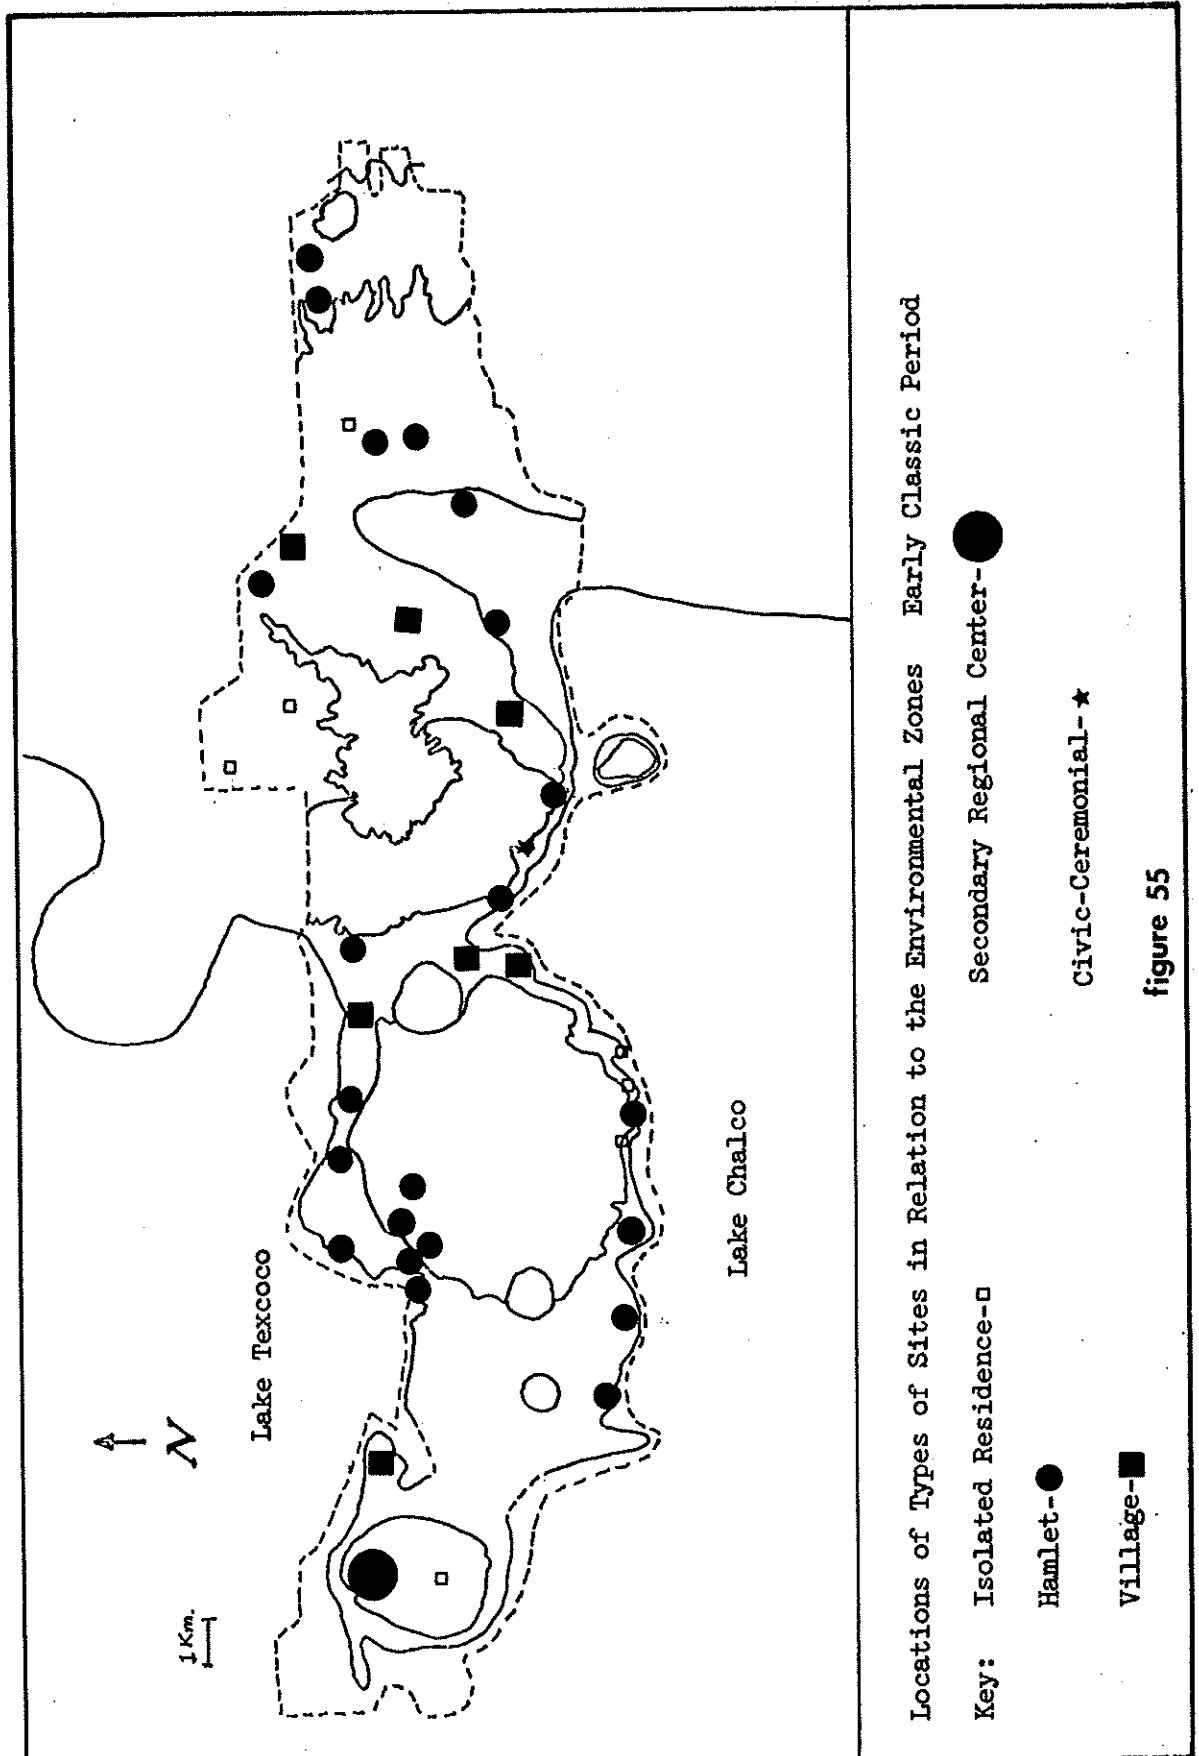 1 Km.
N
Lake Texcoco
Lake Chalco
Locations of Types of Sites in Relation to the Environmental Zones Early Classic Period
Key: Isolated Residence- Secondary Regional Center-
Hamlet- Civic-Ceremonial-
Village-
figure 55